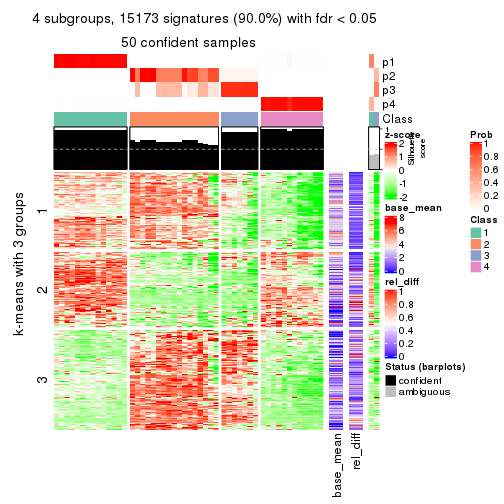 4 subgroups, 15173 signatures (90.0%) with fdr < 0.05
50 confident samples
p1
p2
p3
p4
Class
1
Silhouette
score
k-means with 3 groups
1
2
3
base_mean
rel_diff
z-score
2
1
0
-1
-2
base_mean
8
6
4
2
0
rel_diff
1
0.8
0.6
0.4
0.2
0
Status (barplots)
confident
ambiguous
Prob
1
0.8
0.6
0.4
0.2
0
Class
1
2
3
4